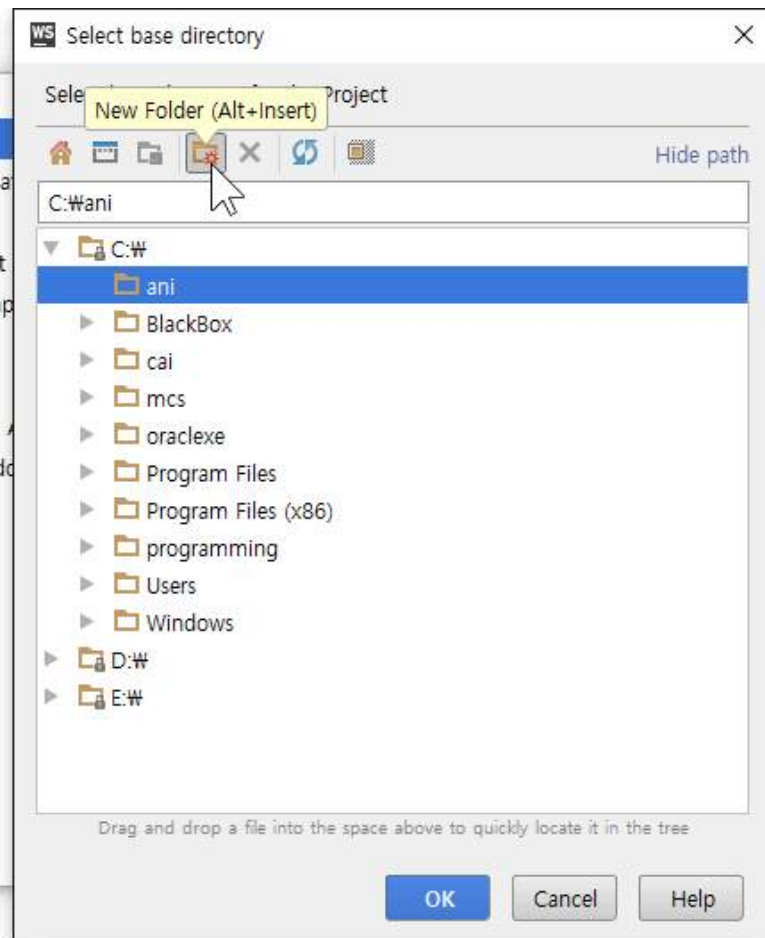 WS Select base directory
Sele
Project
New Folder (Alt+Insert)
Hide path
C:₩ani
C:₩
ani
BlackBox
cai
mcs
oraclexe
Program Files
Program Files (x86)
programming
Users
Windows
D:₩
E:₩
Drag and drop a file into the space above to quickly locate it in the tree
OK Cancel Help